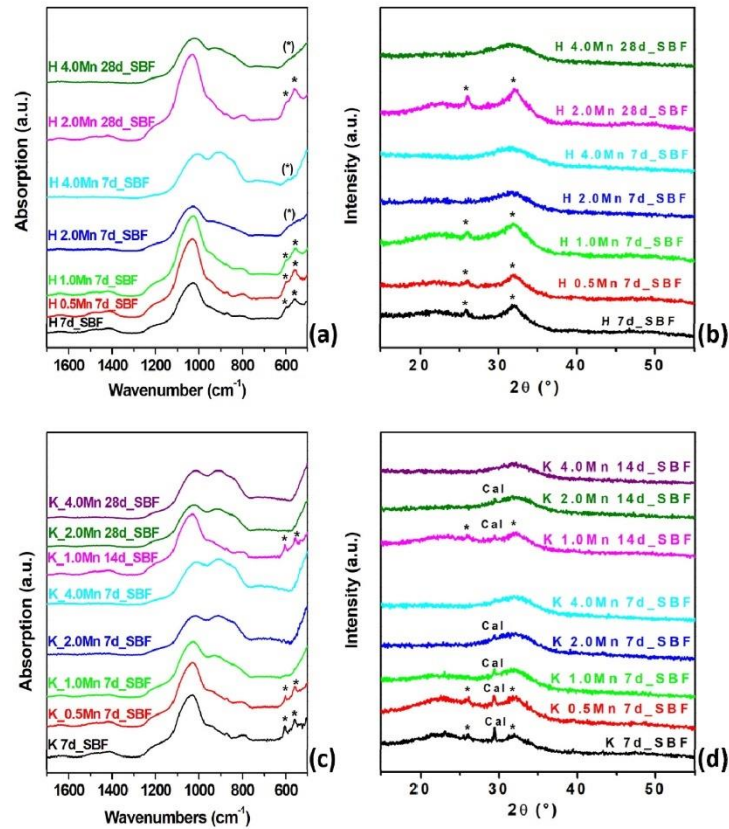 H 4.0Mn 28d_SBF
(*)
H 2.0Mn 28d_SBF
* *
H 4.0Mn 7d_SBF
(*)
H 2.0Mn 7d_SBF
(*)
H 1.0Mn 7d_SBF
* *
H 0.5Mn 7d_SBF
* *
H 7d_SBF
* *
Absorption (a.u.)
1600 1400 1200 1000 800 600
Wavenumber (cm-1)
(a)
H 4.0Mn 28d_SBF
* *
H 2.0Mn 28d_SBF
H 4.0Mn 7d_SBF
H 2.0Mn 7d_SBF
* *
H 1.0Mn 7d_SBF
* *
H 0.5Mn 7d_SBF
* *
H 7d_SBF
Intensity (a.u.)
20 30 40 50
2θ (°)
(b)
K_4.0Mn 28d_SBF
K_2.0Mn 28d_SBF
K_1.0Mn 14d_SBF
* *
K_4.0Mn 7d_SBF
K_2.0Mn 7d_SBF
K_1.0Mn 7d_SBF
K_0.5Mn 7d_SBF
* *
K 7d_SBF
* *
Absorption (a.u.)
1600 1400 1200 1000 800 600
Wavenumbers (cm-1)
(c)
K 4.0Mn 14d_SBF
Cal
K 2.0Mn 14d_SBF
* Cal *
K 1.0Mn 14d_SBF
K 4.0Mn 7d_SBF
Cal
K 2.0Mn 7d_SBF
Cal
K 1.0Mn 7d_SBF
* Cal *
K 0.5Mn 7d_SBF
* Cal *
K 7d_SBF
Intensity (a.u.)
20 30 40 50
2θ (°)
(d)